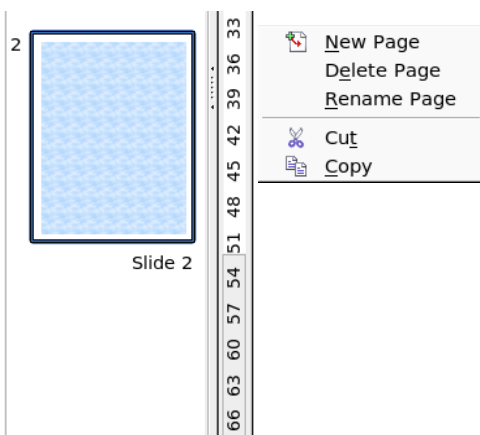 2
Slide 2
33
36
39
42
45
48
51
54
57
60
63
66
New Page
Delete Page
Rename Page
Cut
Copy